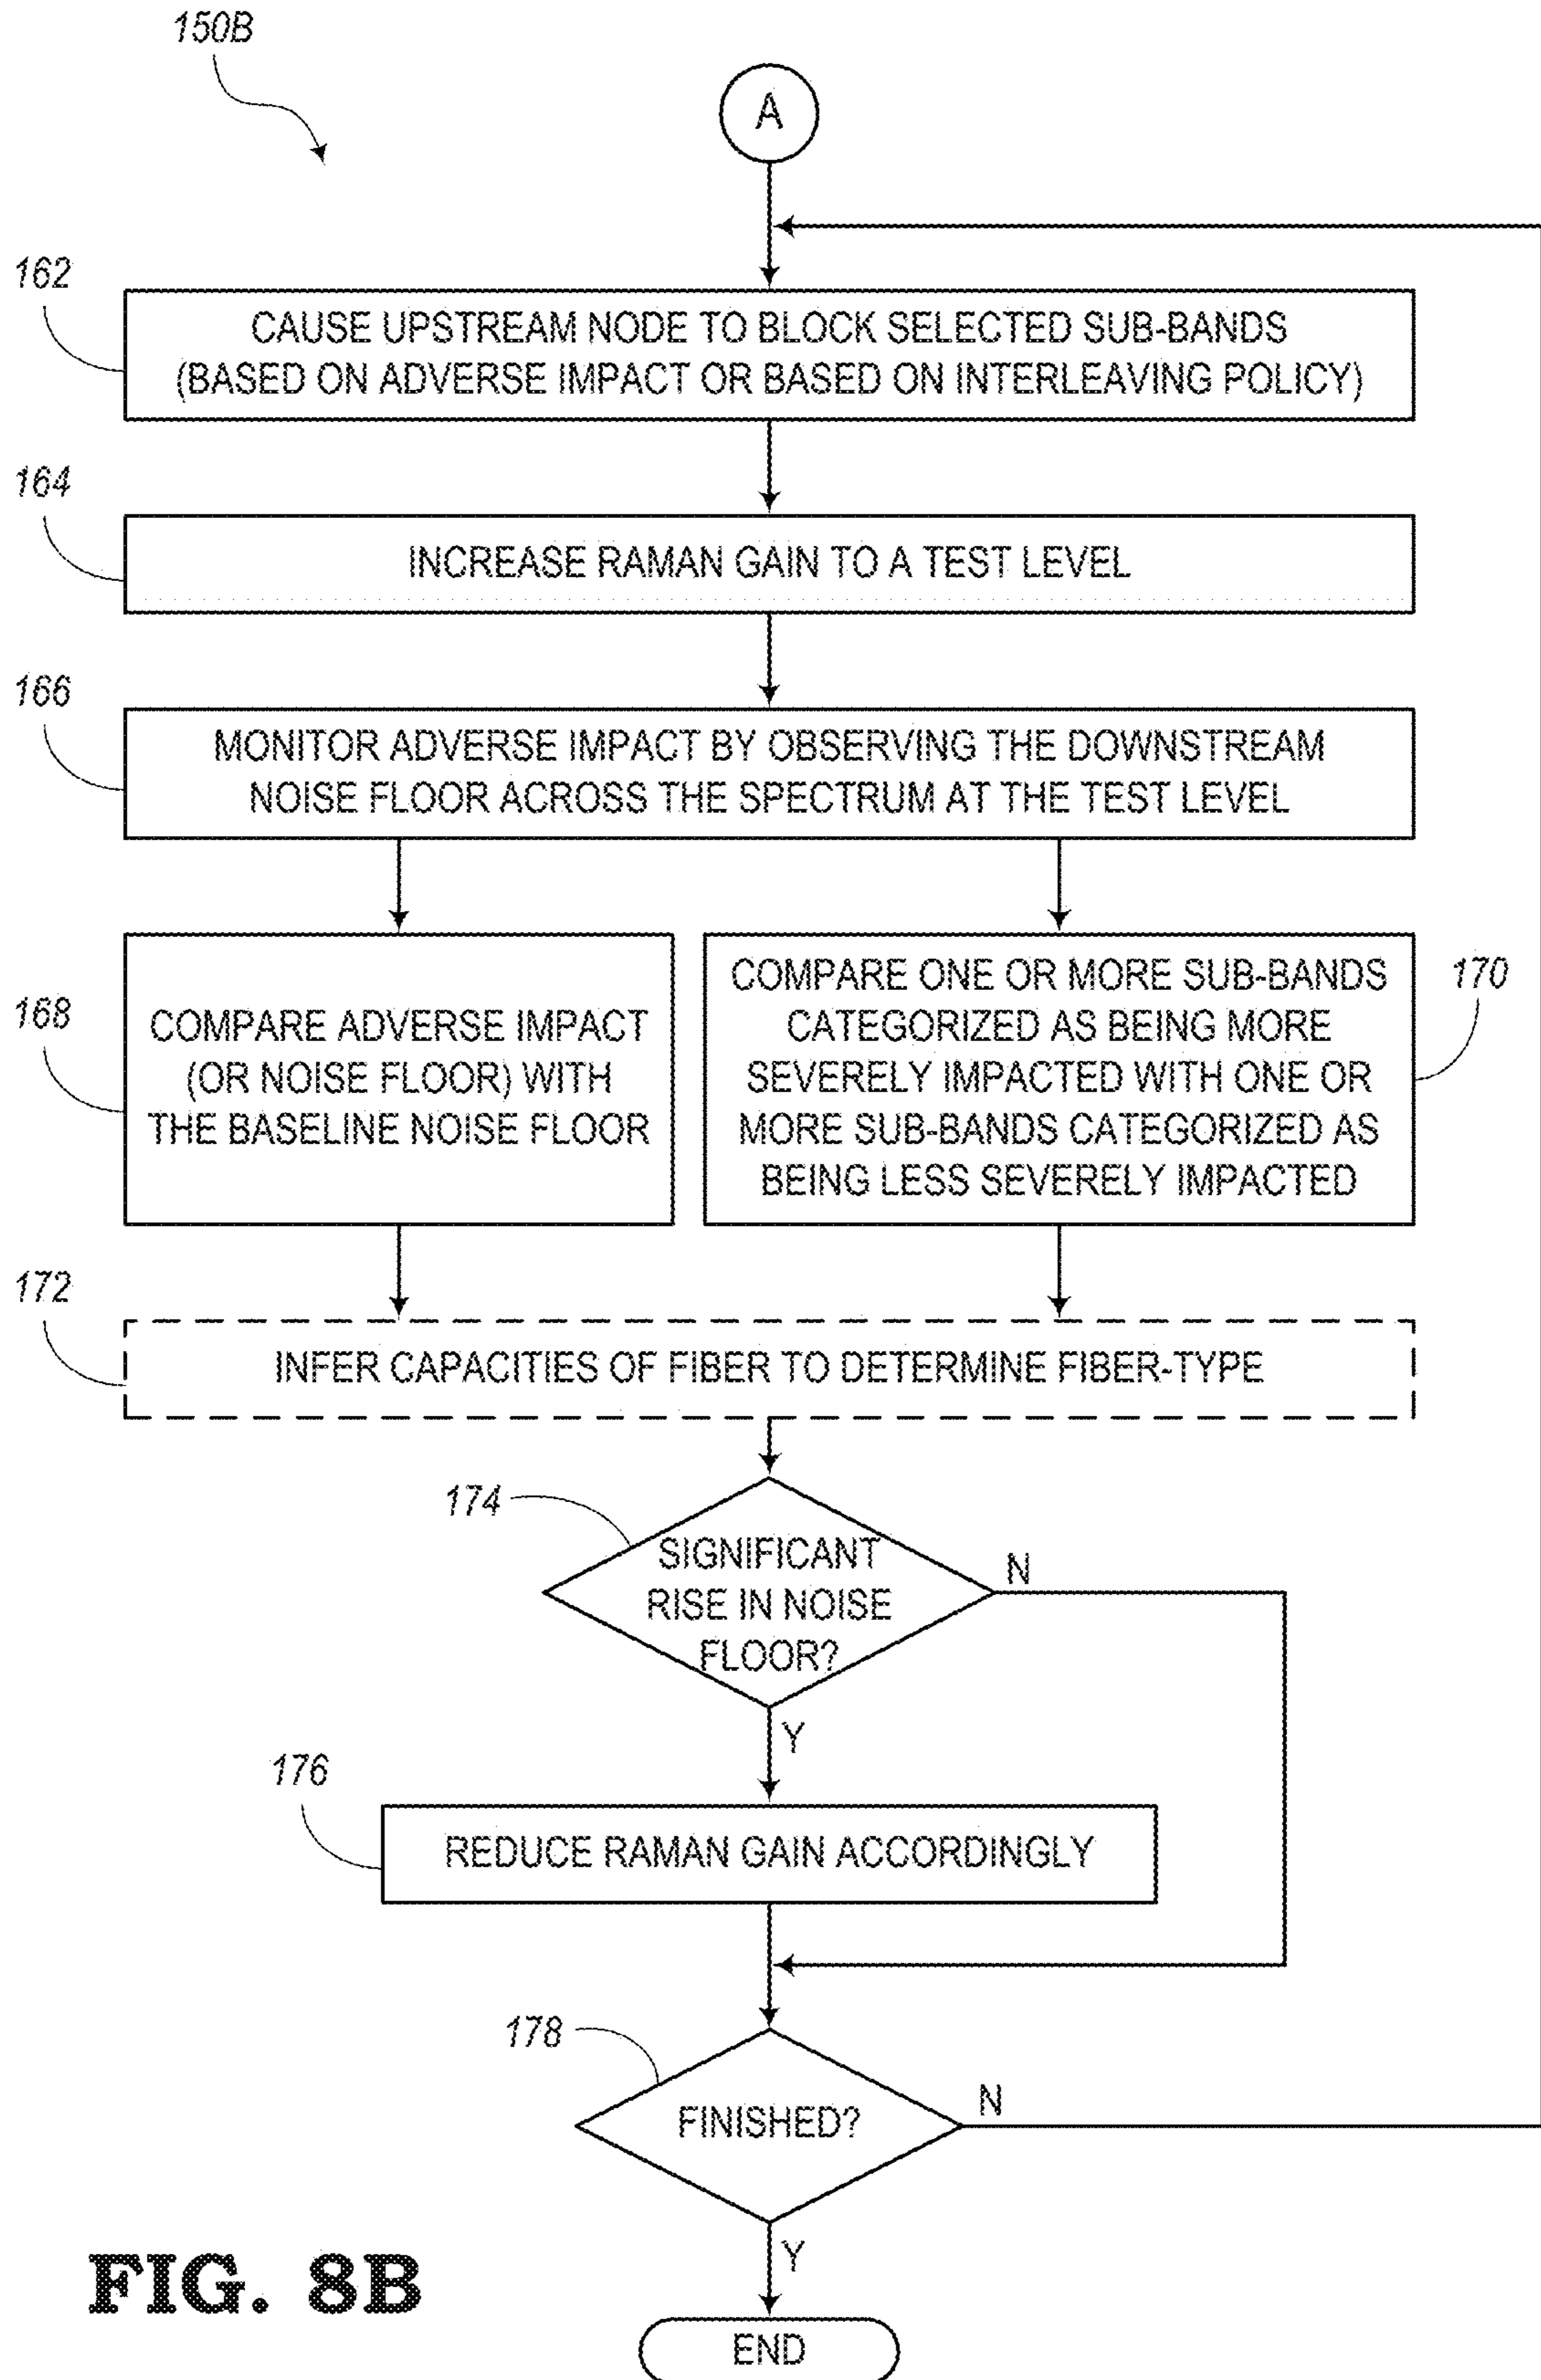 150B
A
162
CAUSE UPSTREAM NODE TO BLOCK SELECTED SUB-BANDS
(BASED ON ADVERSE IMPACT OR BASED ON INTERLEAVING POLICY)
164
INCREASE RAMAN GAIN TO A TEST LEVEL
166
MONITOR ADVERSE IMPACT BY OBSERVING THE DOWNSTREAM
NOISE FLOOR ACROSS THE SPECTRUM AT THE TEST LEVEL
168
COMPARE ADVERSE IMPACT
(OR NOISE FLOOR) WITH
THE BASELINE NOISE FLOOR
COMPARE ONE OR MORE SUB-BANDS
CATEGORIZED AS BEING MORE
SEVERELY IMPACTED WITH ONE OR
MORE SUB-BANDS CATEGORIZED AS
BEING LESS SEVERELY IMPACTED
170
172
INFER CAPACITIES OF FIBER TO DETERMINE FIBER-TYPE
174
SIGNIFICANT
RISE IN NOISE
FLOOR?
N
Y
176
REDUCE RAMAN GAIN ACCORDINGLY
178
FINISHED?
N
Y
END
FIG. 8B